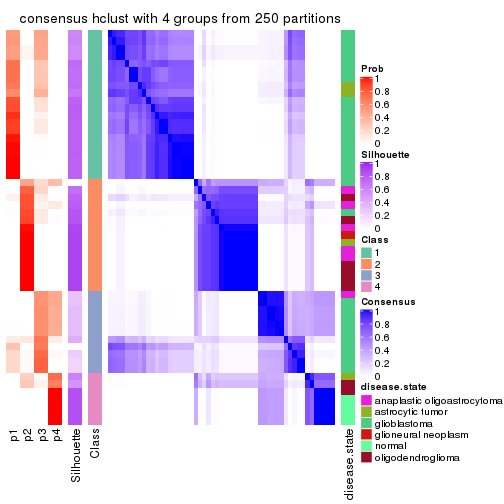 consensus hclust with 4 groups from 250 partitions
Prob
1
0.8
0.6
0.4
0.2
0
Silhouette
1
0.8
0.6
0.4
0.2
0
Class
1
2
3
4
Consensus
1
0.8
0.6
0.4
0.2
0
disease.state
anaplastic oligoastrocytoma
astrocytic tumor
glioblastoma
glioneural neoplasm
normal
oligodendroglioma
p1
p2
p3
p4
Silhouette
Class
disease.state